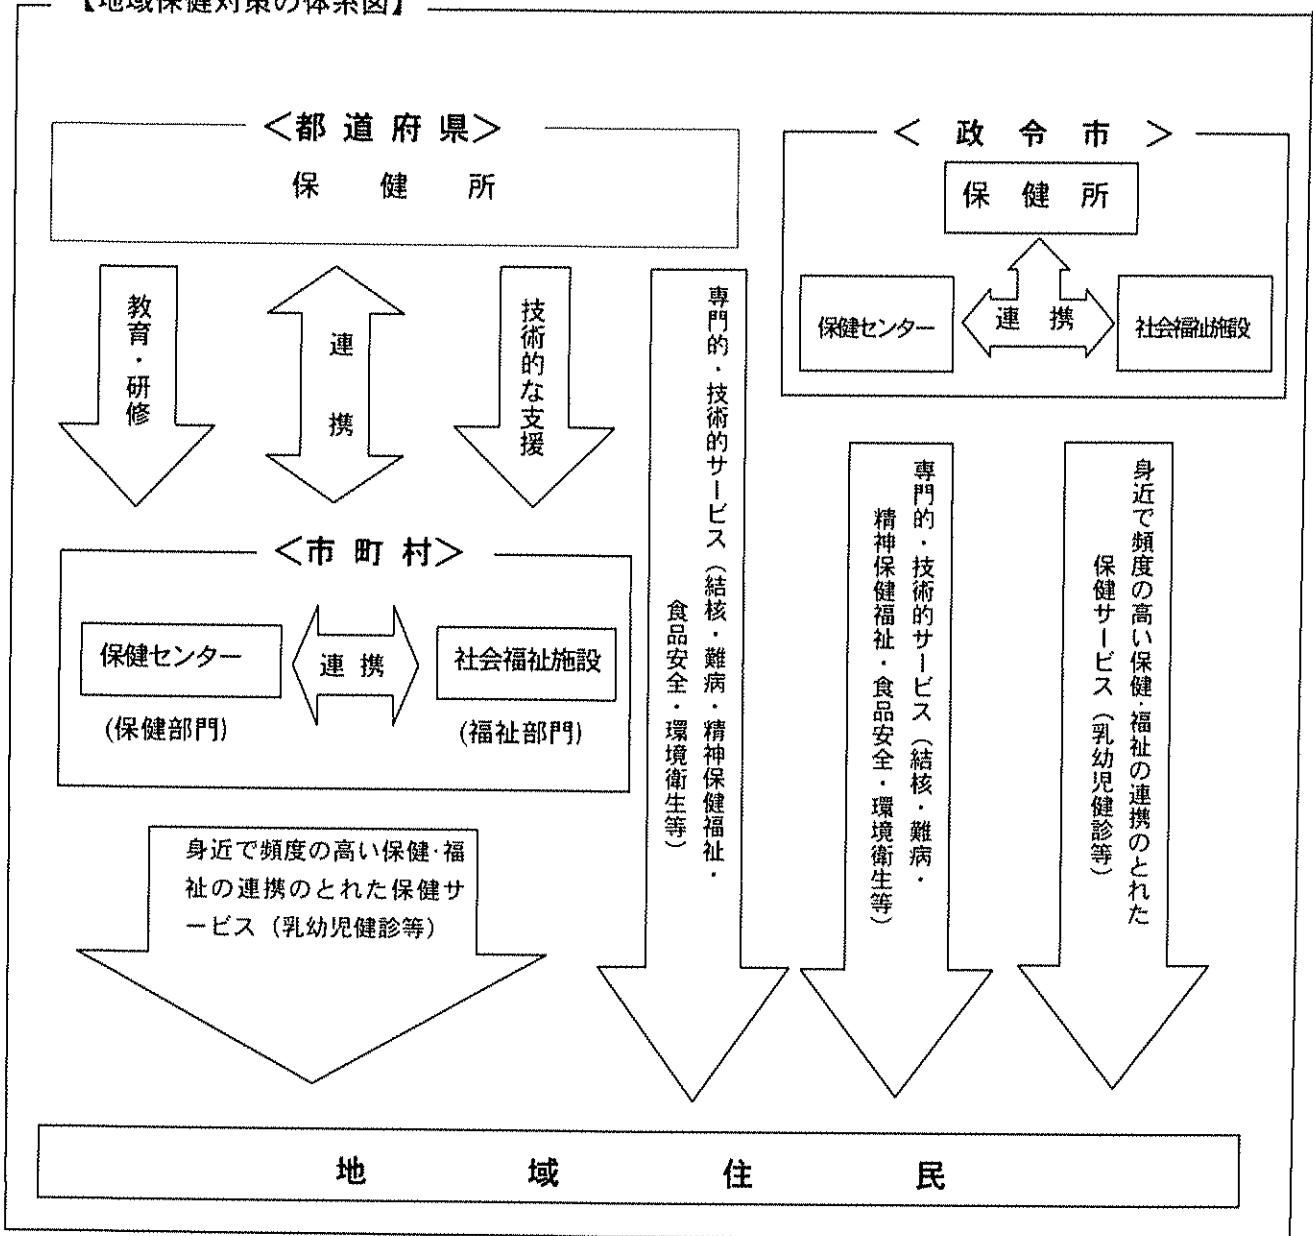 【地域保健対策の体系図】
＜都道府県＞
保健所
＜政令市＞
保健所
保健センター
連携
社会福祉施設
教育・研修
連携
技術的な支援
専門的・技術的サービス（結核・難病・精神保健福祉・
食品安全・環境衛生等）
＜市町村＞
保健センター
連携
社会福祉施設
(保健部門)
(福祉部門)
専門的・技術的サービス（結核・難病・
精神保健福祉・食品安全・環境衛生等）
身近で頻度の高い保健・福祉の連携のとれた
保健サービス（乳幼児健診等）
身近で頻度の高い保健・福
祉の連携のとれた保健サ
ービス（乳幼児健診等）
地域住民